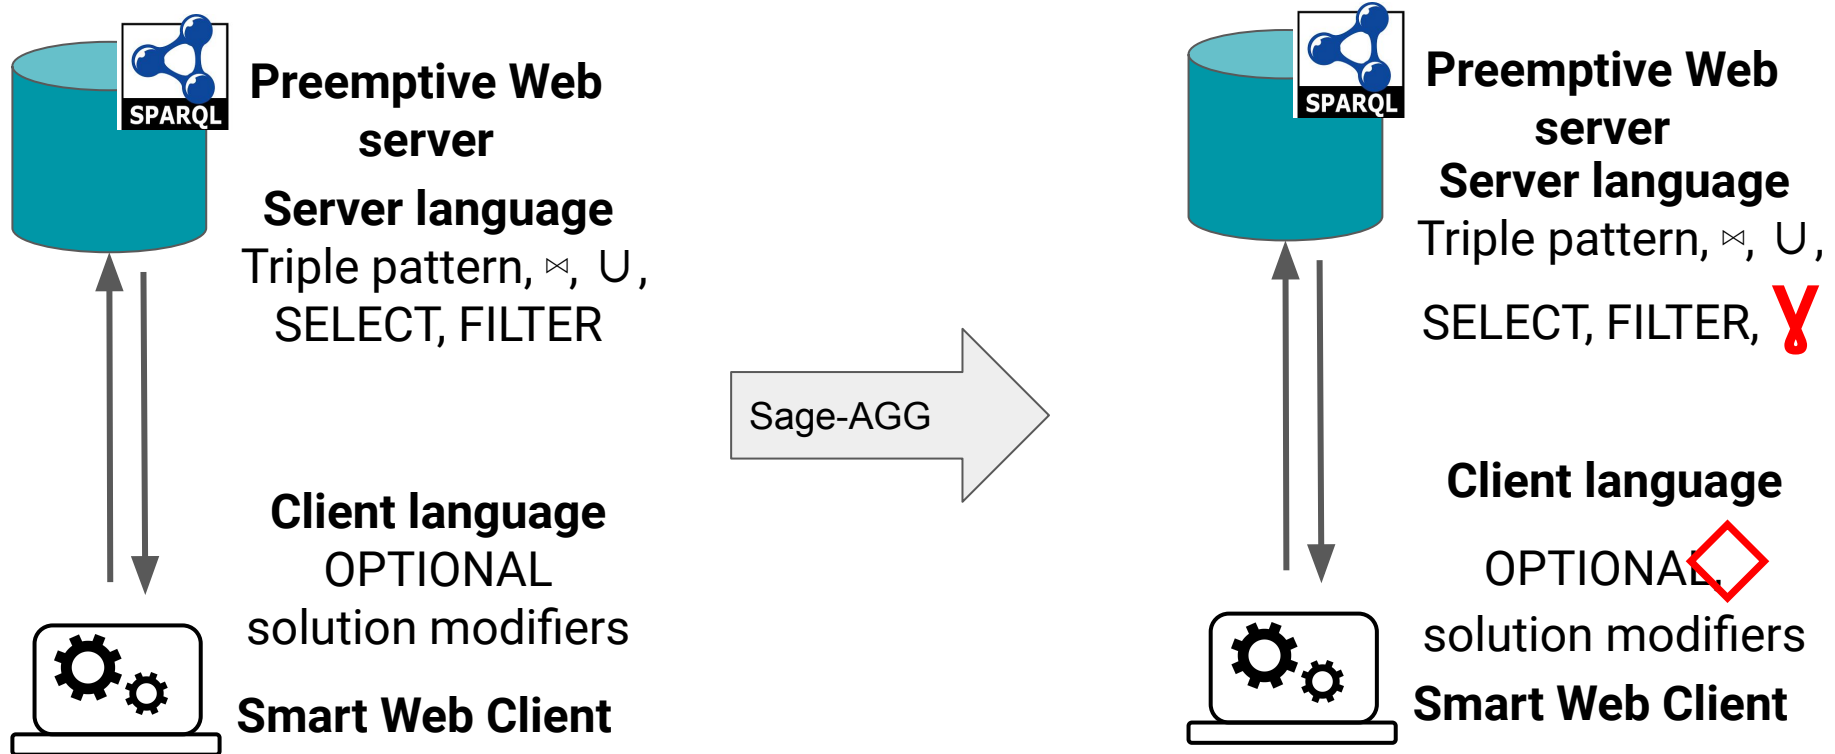 SPARQL
Preemptive Web
server
Server language
Triple pattern, ⋈, ∪,
SELECT, FILTER
Client language
OPTIONAL
solution modifiers
Smart Web Client
Sage-AGG
SPARQL
Preemptive Web
server
Server language
Triple pattern, ⋈, ∪,
SELECT, FILTER, Ɣ
Client language
OPTIONAL, ◇
solution modifiers
Smart Web Client